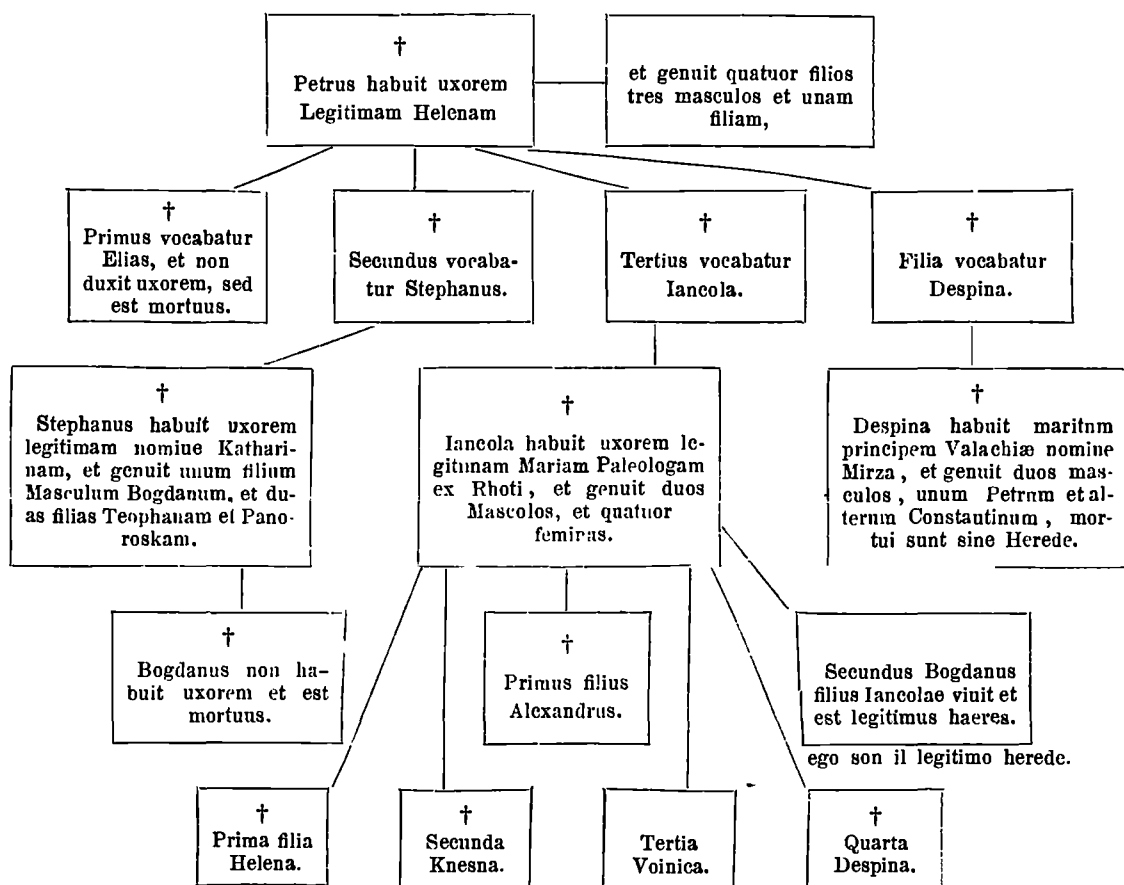 †
Petrus habuit uxorem
Legitimam Helenam
et genuit quatuor filios
tres masculos et unam
filiam,
†
Primus vocabatur
Elias, et non
duxit uxorem, sed
est mortuus.
†
Secundus vocaba-
tur Stephanus.
†
Tertius vocabatur
Iancola.
†
Filia vocabatur
Despina.
†
Stephanus habuit uxorem
legitimam nomine Kathari-
nam, et genuit unum filium
Masculum Bogdanum, et du-
as filias Teophanam et Pano-
roskam.
†
Iancola habuit uxorem le-
gitimam Mariam Paleologam
ex Rhoti, et genuit duos
Mascolos, et quatuor
feminas.
†
Despina habuit maritum
principem Valachiæ nomine
Mirza, et genuit duos mas-
culos, unum Petrum et al-
terum Constantinum, mor-
tui sunt sine Herede.
†
Bogdanus non ha-
buit uxorem et est
mortuus.
†
Primus filius
Alexandrus.
Secundus Bogdanus
filius Iancolae viuit et
est legitimus haeres.
ego son il legitimo herede.
†
Prima filia
Helena.
†
Secunda
Knesna.
Tertia
Voinica.
†
Quarta
Despina.